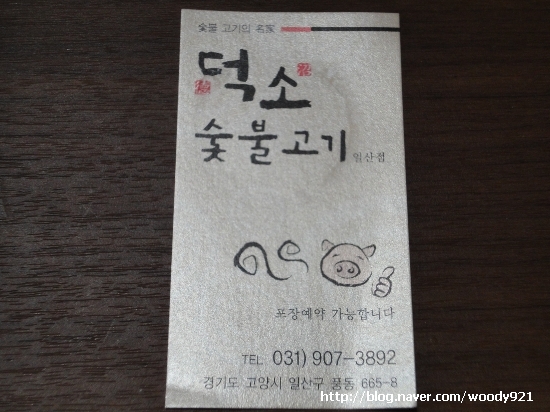 숯불 고기의 名家
덕소
숯불고기 일산점
포장예약 가능합니다
TEL 031) 907-3892
경기도 고양시 일산구 풍동 665-8
http://blog.naver.com/woody921